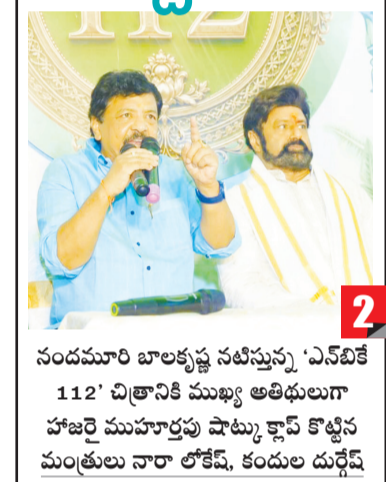 112
2
నందమూరి బాలకృష్ణ నటిస్తున్న ‘ఎన్‌బికే
112’ చిత్రానికి ముఖ్య అతిథులుగా
హాజరై ముహూర్తపు షాట్కు క్లాప్ కొట్టిన
మంత్రులు నారా లోకేష్, కందుల దుర్గేష్